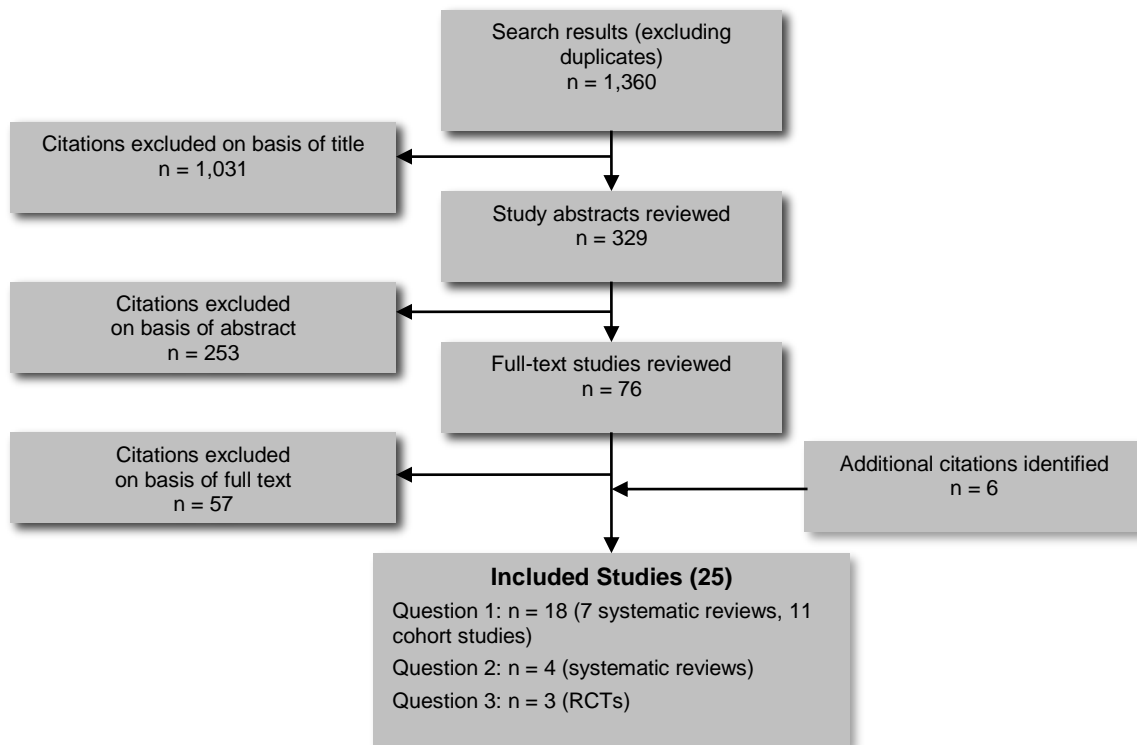 Search results (excluding
duplicates)
n = 1,360
Citations excluded on basis of title
n = 1,031
Study abstracts reviewed
n = 329
Citations excluded
on basis of abstract
n = 253
Full-text studies reviewed
n = 76
Citations excluded
on basis of full text
n = 57
Additional citations identified
n = 6
Included Studies (25)
Question 1: n = 18 (7 systematic reviews, 11
cohort studies)
Question 2: n = 4 (systematic reviews)
Question 3: n = 3 (RCTs)